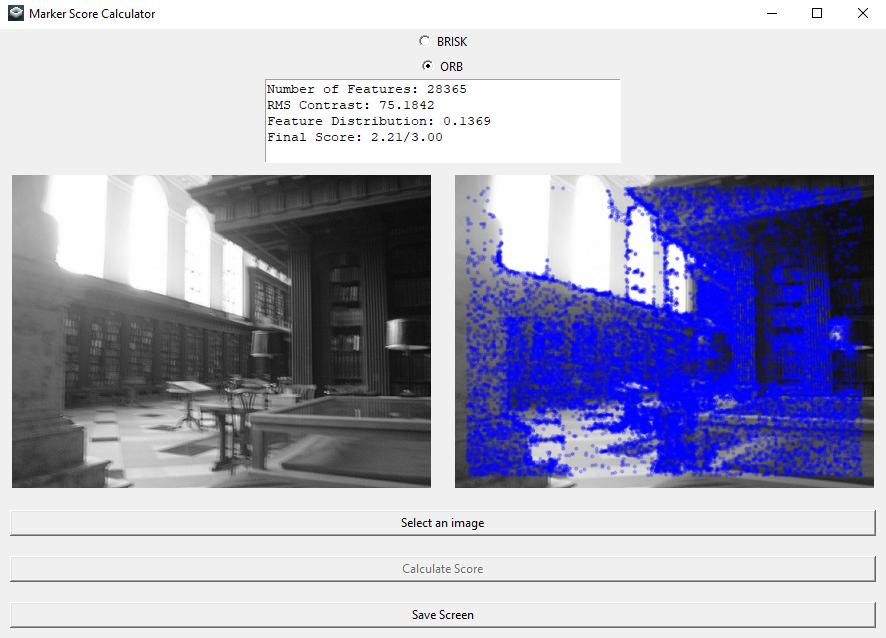 Marker Score Calculator
BRISK
ORB
Number of Features: 28365
RMS Contrast: 75.1842
Feature Distribution: 0.1369
Final Score: 2.21/3.00
Select an image
Calculate Score
Save Screen